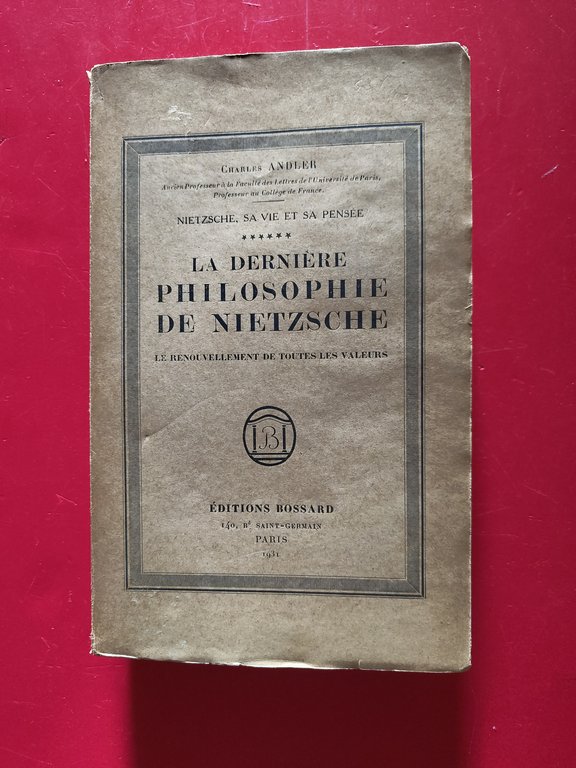 CHARLES ANDLER
Ancien Professeur à la Faculté des Lettres de l'Université de Paris,
Professeur au Collège de France.
NIETZSCHE, SA VIE ET SA PENSÉE
★★★★★★
LA DERNIÈRE
PHILOSOPHIE
DE NIETZSCHE
LE RENOUVELLEMENT DE TOUTES LES VALEURS
B
ÉDITIONS BOSSARD
140, Bᵈ SAINT-GERMAIN
PARIS
1931